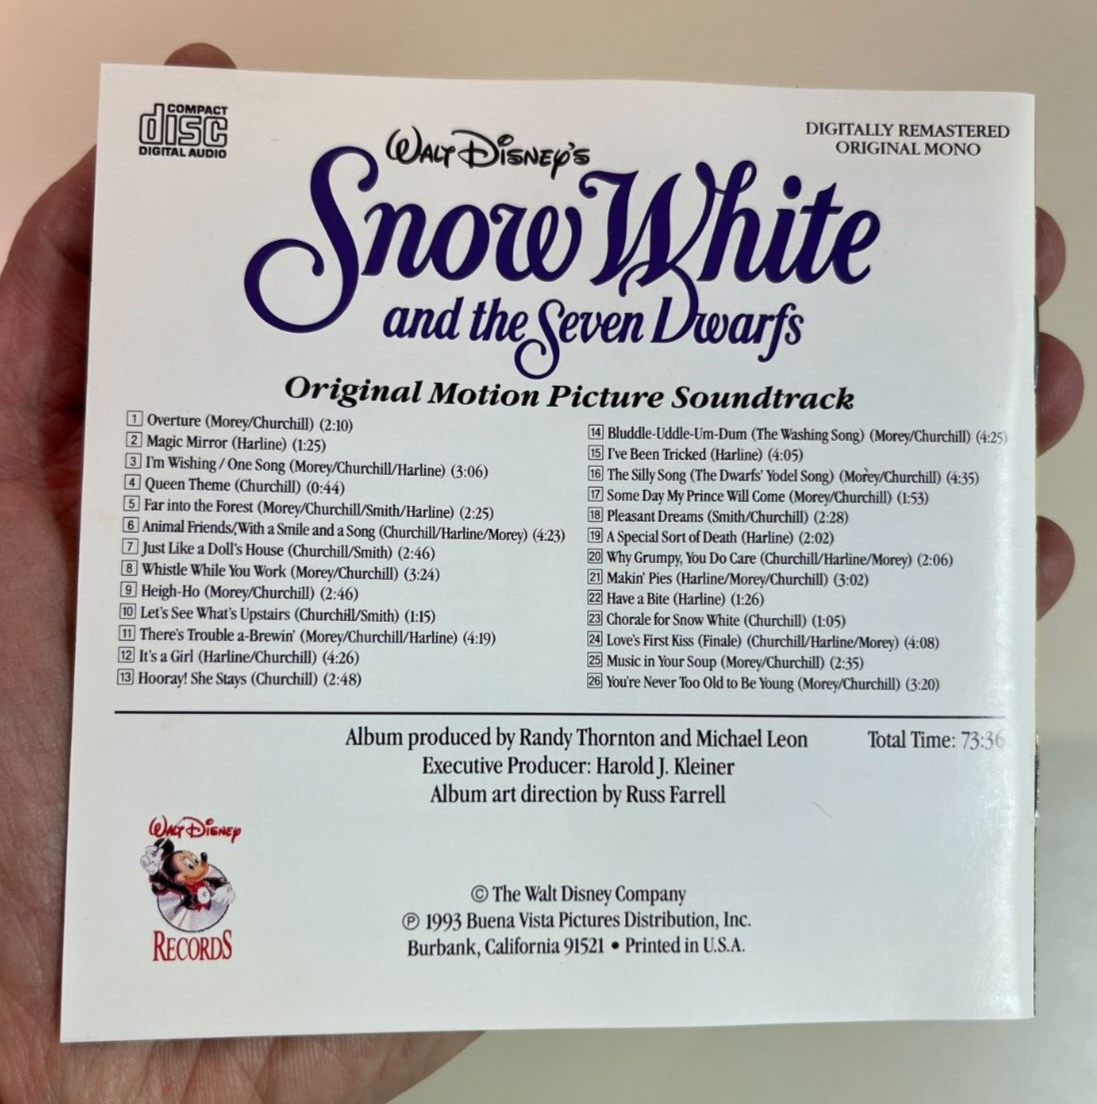 COMPACT
disc
DIGITAL AUDIO
DIGITALLY REMASTERED
ORIGINAL MONO
WALT DISNEY'S
Snow White
and the Seven Dwarfs
Original Motion Picture Soundtrack
1 Overture (Morey/Churchill) (2:10)
2 Magic Mirror (Harline) (1:25)
3 I'm Wishing / One Song (Morey/Churchill/Harline) (3:06)
4 Queen Theme (Churchill) (0:44)
5 Far into the Forest (Morey/Churchill/Smith/Harline) (2:25)
6 Animal Friends/With a Smile and a Song (Churchill/Harline/Morey) (4:23)
7 Just Like a Doll's House (Churchill/Smith) (2:46)
8 Whistle While You Work (Morey/Churchill) (3:24)
9 Heigh-Ho (Morey/Churchill) (2:46)
10 Let's See What's Upstairs (Churchill/Smith) (1:15)
11 There's Trouble a-Brewin' (Morey/Churchill/Harline) (4:19)
12 It's a Girl (Harline/Churchill) (4:26)
13 Hooray! She Stays (Churchill) (2:48)
14 Bluddle-Uddle-Um-Dum (The Washing Song) (Morey/Churchill) (4:25)
15 I've Been Tricked (Harline) (4:05)
16 The Silly Song (The Dwarfs' Yodel Song) (Morey/Churchill) (4:35)
17 Some Day My Prince Will Come (Morey/Churchill) (1:53)
18 Pleasant Dreams (Smith/Churchill) (2:28)
19 A Special Sort of Death (Harline) (2:02)
20 Why Grumpy, You Do Care (Churchill/Harline/Morey) (2:06)
21 Makin' Pies (Harline/Morey/Churchill) (3:02)
22 Have a Bite (Harline) (1:26)
23 Chorale for Snow White (Churchill) (1:05)
24 Love's First Kiss (Finale) (Churchill/Harline/Morey) (4:08)
25 Music in Your Soup (Morey/Churchill) (2:35)
26 You're Never Too Old to Be Young (Morey/Churchill) (3:20)
Album produced by Randy Thornton and Michael Leon
Total Time: 73:36
Executive Producer: Harold J. Kleiner
Album art direction by Russ Farrell
WALT DISNEY
RECORDS
© The Walt Disney Company
℗ 1993 Buena Vista Pictures Distribution, Inc.
Burbank, California 91521 • Printed in U.S.A.